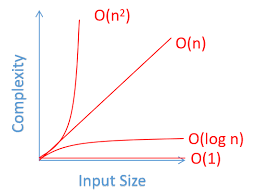 O(n²)
O(n)
Complexity
O(log n)
O(1)
Input Size